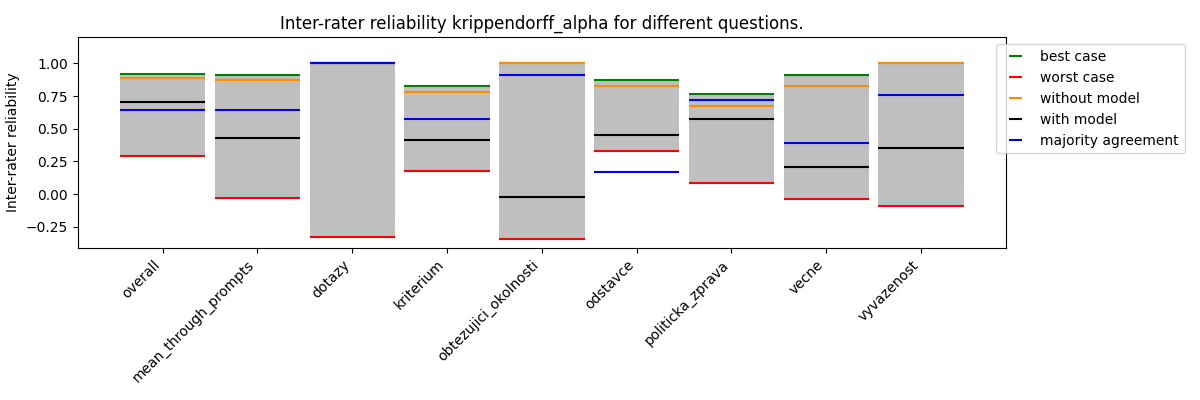 Inter-rater reliability krippendorff_alpha for different questions.
Inter-rater reliability
1.00
0.75
0.50
0.25
0.00
−0.25
overall
mean_through_prompts
dotazy
kriterium
obtezujici_okolnosti
odstavce
politicka_zprava
vecne
vyvazenost
best case
worst case
without model
with model
majority agreement